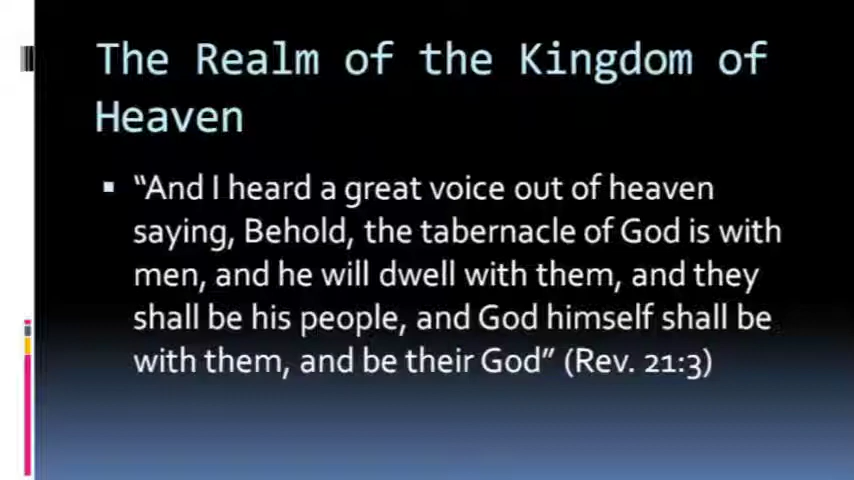 The Realm of the Kingdom of
Heaven
▪ “And I heard a great voice out of heaven
saying, Behold, the tabernacle of God is with
men, and he will dwell with them, and they
shall be his people, and God himself shall be
with them, and be their God” (Rev. 21:3)